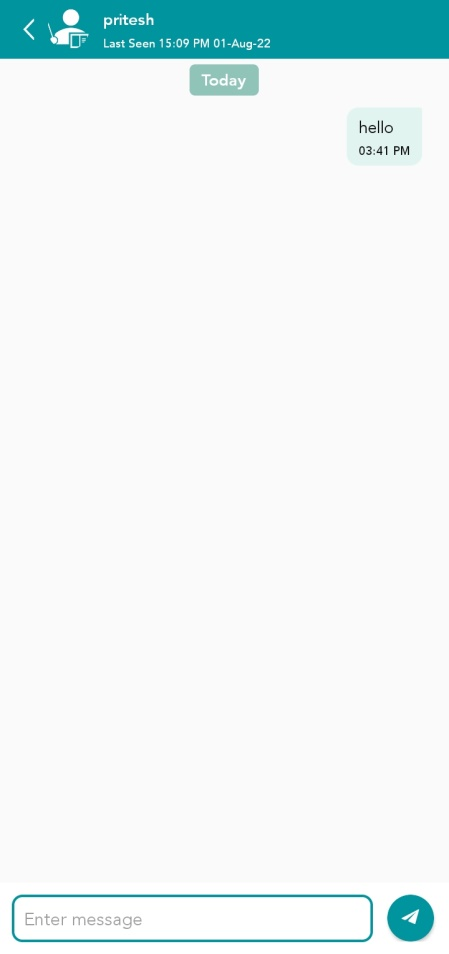 pritesh
Last Seen 15:09 PM 01-Aug-22
Today
hello
03:41 PM
Enter message